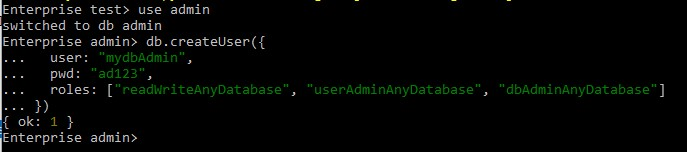 Enterprise test> use admin
switched to db admin
Enterprise admin> db.createUser({
...   user: "mydbAdmin",
...   pwd: "ad123",
...   roles: ["readWriteAnyDatabase", "userAdminAnyDatabase", "dbAdminAnyDatabase"]
... })
{ ok: 1 }
Enterprise admin>